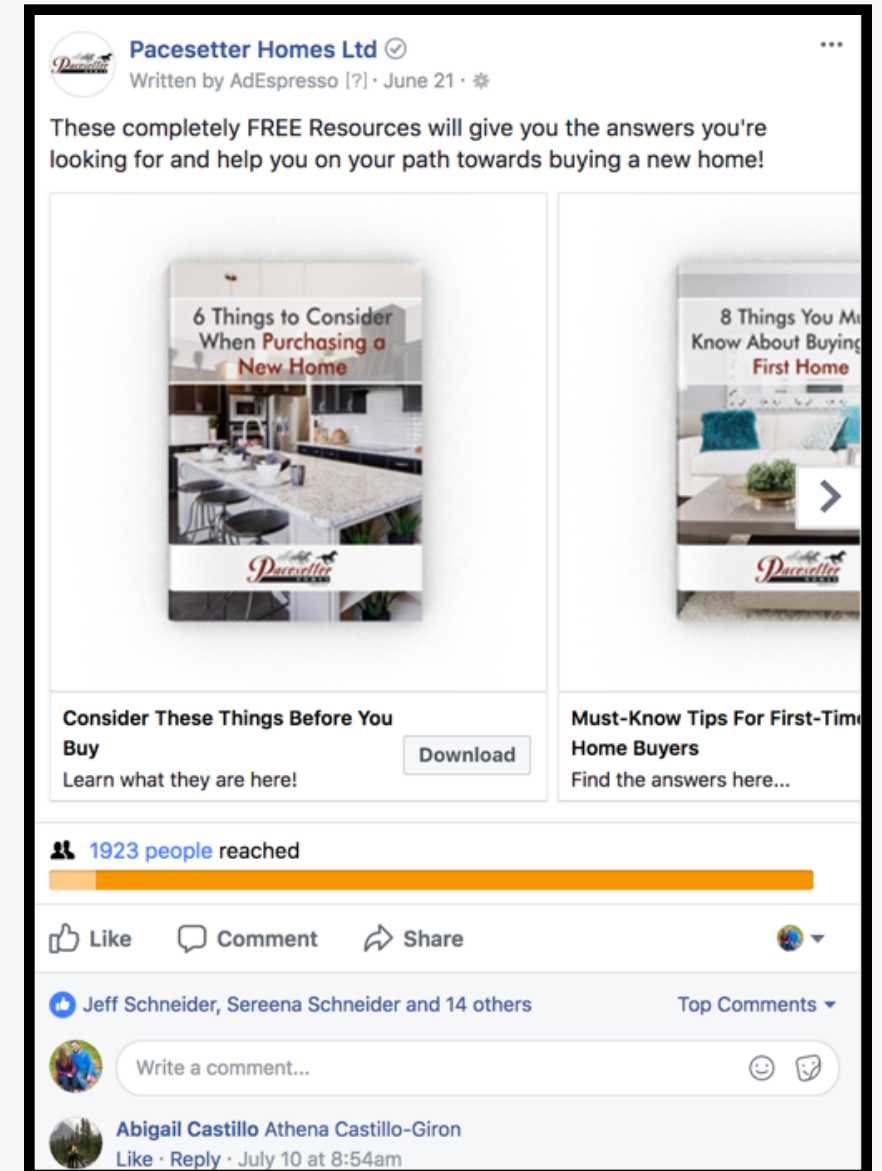 Pacesetter Homes Ltd
Written by AdEspresso [?] · June 21 ·
These completely FREE Resources will give you the answers you're
looking for and help you on your path towards buying a new home!
6 Things to Consider
When Purchasing a
New Home
Pacesetter
HOMES
8 Things You
Know About Buying
First Home
Pacesetter
HOMES
Consider These Things Before You
Buy
Learn what they are here!
Download
Must-Know Tips For First-Time
Home Buyers
Find the answers here...
1923 people reached
Like
Comment
Share
Jeff Schneider, Sereena Schneider and 14 others
Top Comments
Write a comment...
Abigail Castillo Athena Castillo-Giron
Like · Reply · July 10 at 8:54am